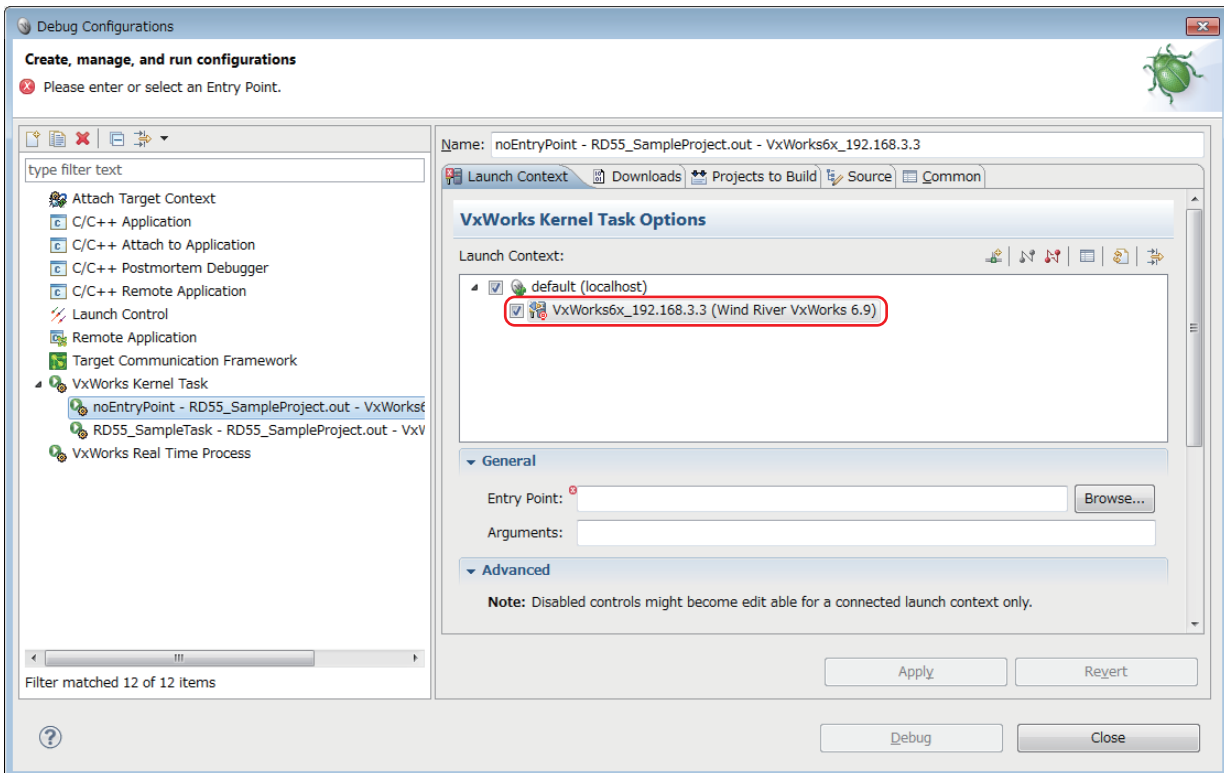 Debug Configurations
Create, manage, and run configurations
Please enter or select an Entry Point.
type filter text
Attach Target Context
C/C++ Application
C/C++ Attach to Application
C/C++ Postmortem Debugger
C/C++ Remote Application
Launch Control
Remote Application
Target Communication Framework
VxWorks Kernel Task
noEntryPoint - RD55_SampleProject.out - VxWorks6
RD55_SampleTask - RD55_SampleProject.out - VxW
VxWorks Real Time Process
Filter matched 12 of 12 items
Name: noEntryPoint - RD55_SampleProject.out - VxWorks6x_192.168.3.3
Launch Context Downloads Projects to Build Source Common
VxWorks Kernel Task Options
Launch Context:
default (localhost)
VxWorks6x_192.168.3.3 (Wind River VxWorks 6.9)
General
Entry Point: Browse...
Arguments:
Advanced
Note: Disabled controls might become edit able for a connected launch context only.
Apply Revert
Debug Close